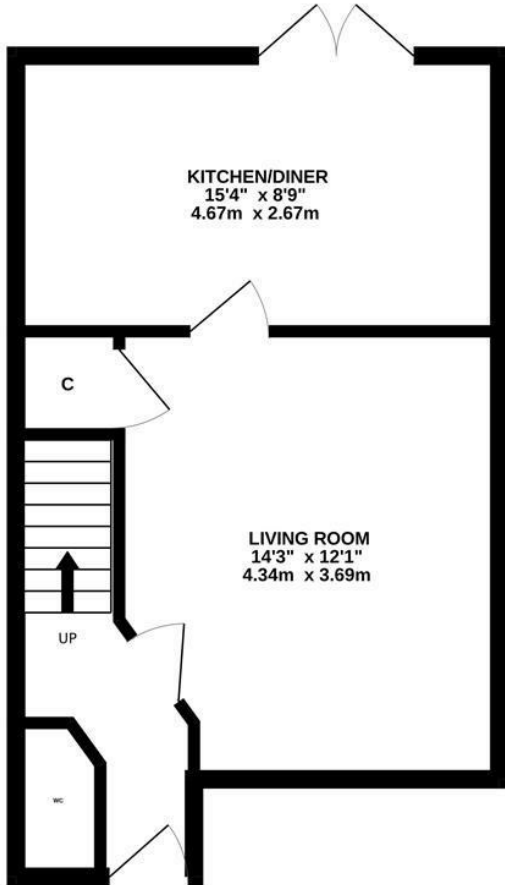 KITCHEN/DINER
15'4" x 8'9"
4.67m x 2.67m
C
LIVING ROOM
14'3" x 12'1"
4.34m x 3.69m
UP
WC